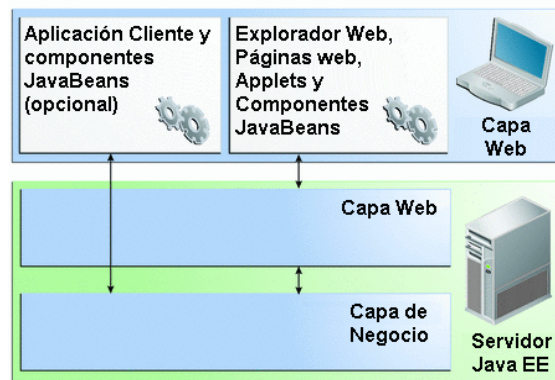 Aplicación Cliente y
componentes
JavaBeans
(opcional)
Explorador Web,
Páginas web,
Applets y
Componentes
JavaBeans
Capa
Web
Capa Web
Capa de
Negocio
Servidor
Java EE